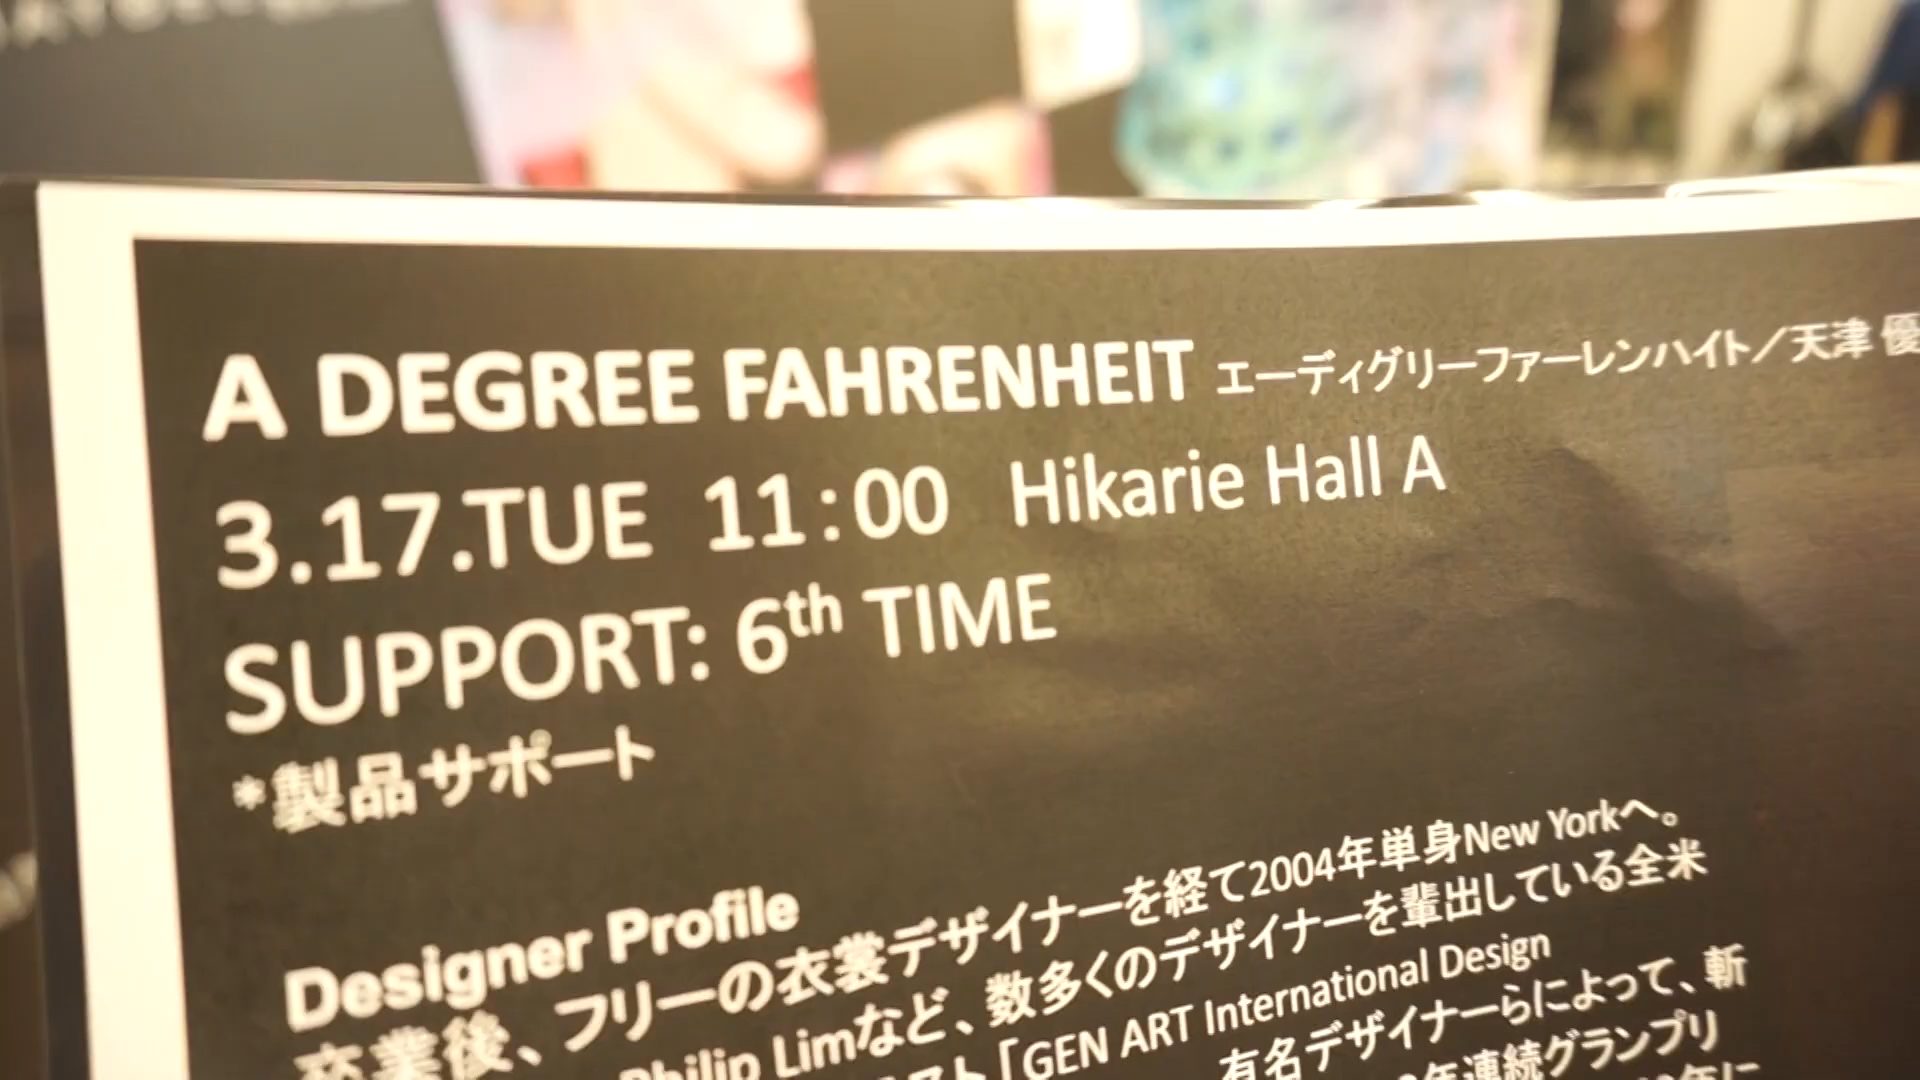 A DEGREE FAHRENHEIT エーディグリーファーレンハイト／天津 優
3.17.TUE 11:00 Hikarie Hall A
SUPPORT: 6th TIME
*製品サポート
Designer Profile
卒業後、フリーの衣裳デザイナーを経て2004年単身New Yorkへ。
Philip Limなど、数多くのデザイナーを輩出している全米
「GEN ART International Design
有名デザイナーらによって、斬
年連続グランプリ